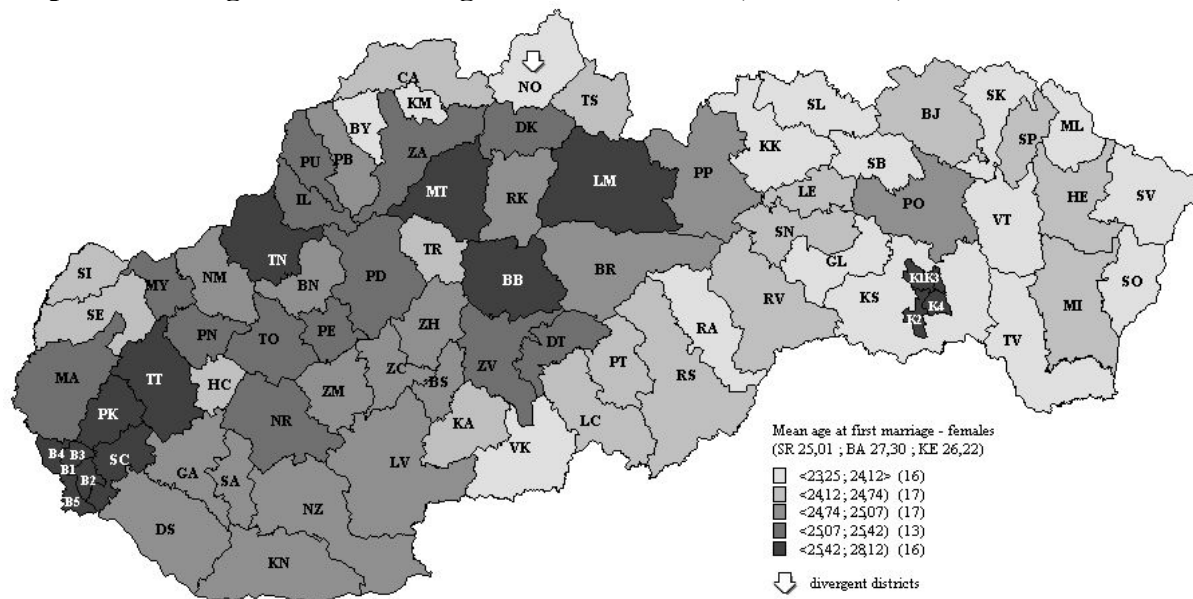 CA
NO
TS
KM
BY
SL
SK
BJ
ML
SP
DK
PU
PB
ZA
KK
SB
PP
LM
MT
RK
IL
LE
PO
HE
SV
VT
TR
SN
TN
SI
NM
MY
BN
PD
BB
BR
GL
K1
K3
SO
RV
KS
K4
K2
MI
SE
PN
TO
PE
ZH
RA
TV
DT
ZV
PT
RS
MA
TT
HC
ZM
ZC
BS
PK
NR
KA
LC
VK
B4
B3
B1
B2
B5
SC
GA
SA
LV
NZ
DS
KN
Mean age at first marriage - females
(SR 25,01 ; BA 27,30 ; KE 26,22)
<23,25 ; 24,12> (16)
<24,12 ; 24,74) (17)
<24,74 ; 25,07) (17)
<25,07 ; 25,42) (13)
<25,42 ; 28,12) (16)
divergent districts